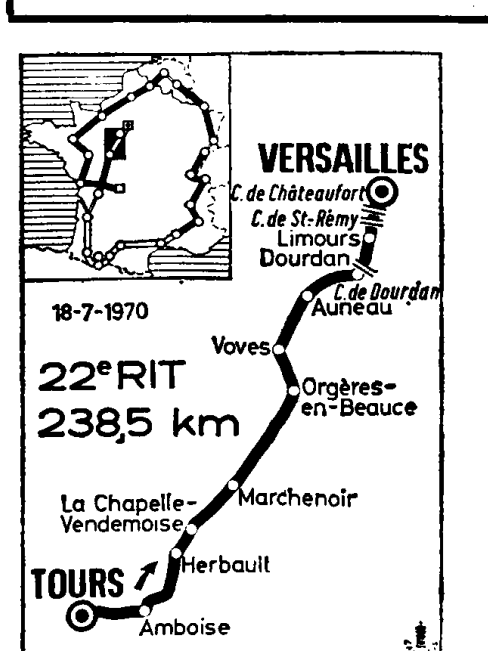 VERSAILLES
C. de Châteaufort
C. de St-Rémy
Limours
Dourdan
C. de Dourdan
Auneau
18-7-1970
Voves
22e RIT
238,5 km
Orgères-
en-Beauce
Marchenoir
La Chapelle-
Vendemoise
Herbault
TOURS
Amboise